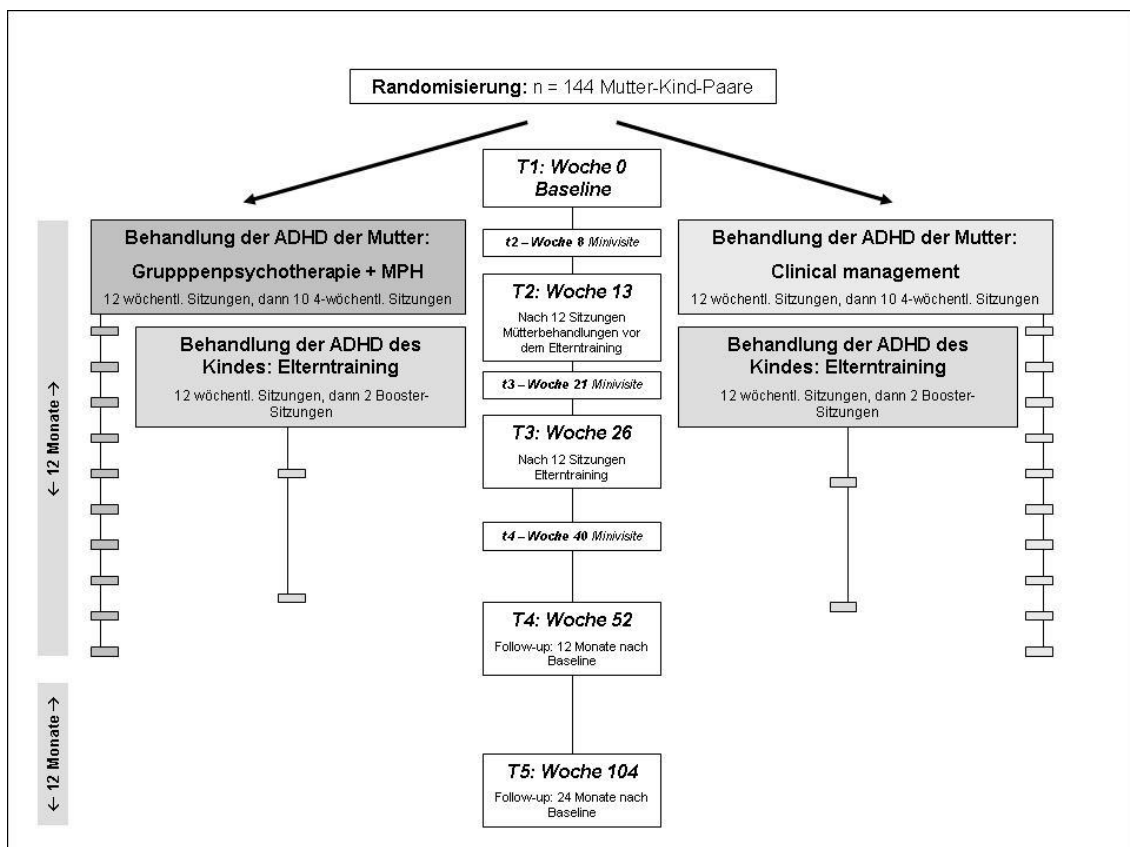 Randomisierung: n = 144 Mutter-Kind-Paare
T1: Woche 0
Baseline
Behandlung der ADHD der Mutter:
Grupppenpsychotherapie + MPH
12 wöchentl. Sitzungen, dann 10 4-wöchentl. Sitzungen
Behandlung der ADHD des
Kindes: Elterntraining
12 wöchentl. Sitzungen, dann 2 Booster-
Sitzungen
t2 – Woche 8 Minivisite
T2: Woche 13
Nach 12 Sitzungen
Mütterbehandlungen vor
dem Elterntraining
t3 – Woche 21 Minivisite
T3: Woche 26
Nach 12 Sitzungen
Elterntraining
t4 – Woche 40 Minivisite
T4: Woche 52
Follow-up: 12 Monate nach
Baseline
T5: Woche 104
Follow-up: 24 Monate nach
Baseline
Behandlung der ADHD der Mutter:
Clinical management
12 wöchentl. Sitzungen, dann 10 4-wöchentl. Sitzungen
Behandlung der ADHD des
Kindes: Elterntraining
12 wöchentl. Sitzungen, dann 2 Booster-
Sitzungen
← 12 Monate →
← 12 Monate →